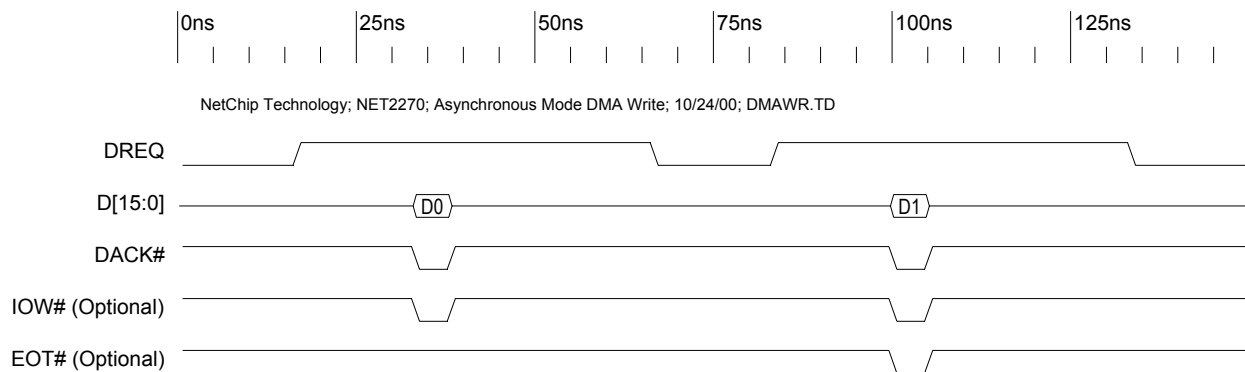 0ns 25ns 50ns 75ns 100ns 125ns
NetChip Technology; NET2270; Asynchronous Mode DMA Write; 10/24/00; DMAWR.TD
DREQ
D[15:0] D0 D1
DACK#
IOW# (Optional)
EOT# (Optional)